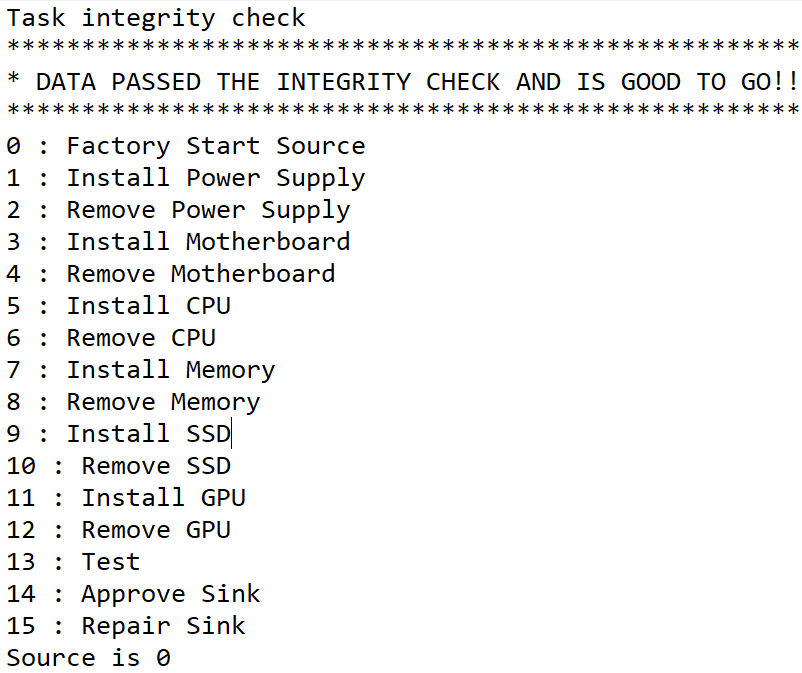 Task integrity check
*****************************************************
* DATA PASSED THE INTEGRITY CHECK AND IS GOOD TO GO!!
*****************************************************
0 : Factory Start Source
1 : Install Power Supply
2 : Remove Power Supply
3 : Install Motherboard
4 : Remove Motherboard
5 : Install CPU
6 : Remove CPU
7 : Install Memory
8 : Remove Memory
9 : Install SSD
10 : Remove SSD
11 : Install GPU
12 : Remove GPU
13 : Test
14 : Approve Sink
15 : Repair Sink
Source is 0